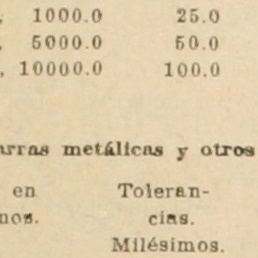 , 1000.0 25.0
, 5000.0 50.0
, 10000.0 100.0
arras metálicas y otros
en Toleran-
nos. cias.
Milésimos.